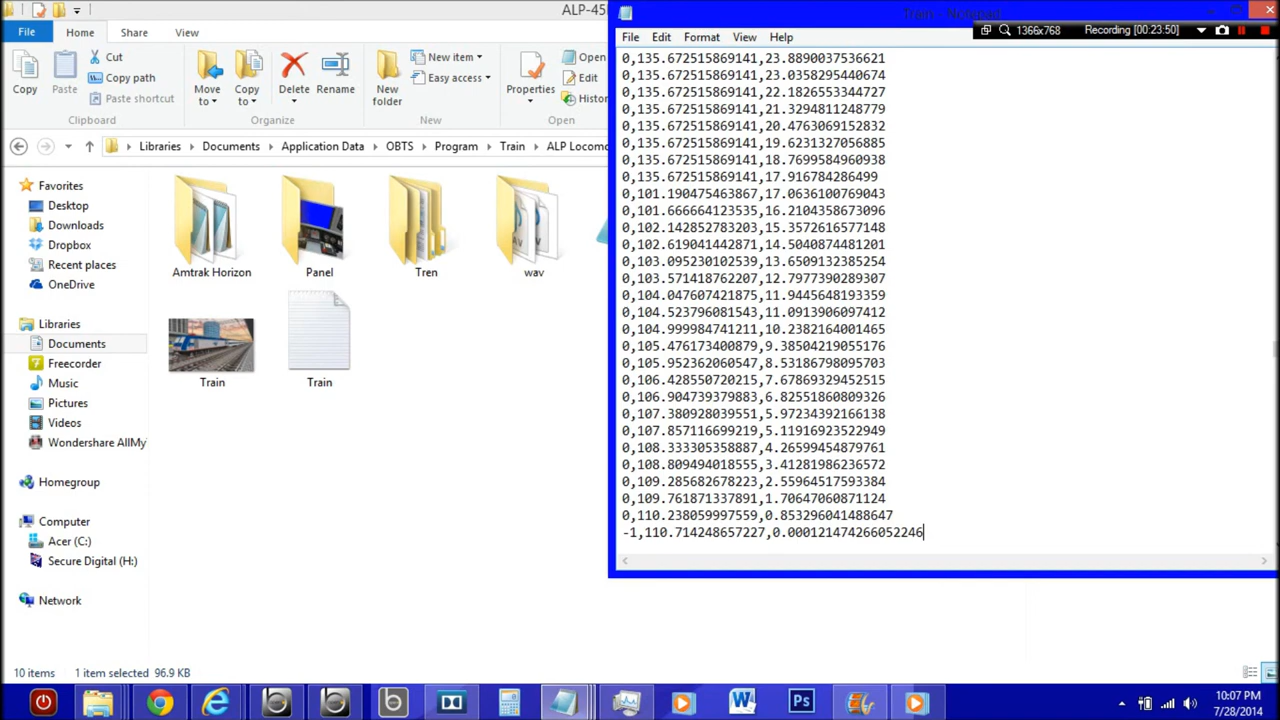 ALP-45
Train - Notepad
File Home Share View
File Edit Format View Help
1366x768 Recording [00:23:50]
Copy
Paste
Cut
Copy path
Paste shortcut
Clipboard
Move to
Copy to
Delete
Rename
Organize
New folder
New item
Easy access
New
Properties
Open
Edit
Histor
Open
Libraries Documents Application Data OBTS Program Train ALP Locomo
Favorites
Desktop
Downloads
Dropbox
Recent places
OneDrive
Libraries
Documents
Freecorder
Music
Pictures
Videos
Wondershare AllMy
Homegroup
Computer
Acer (C:)
Secure Digital (H:)
Network
Amtrak Horizon
Panel
Tren
wav
Train
Train
0,135.672515869141,23.8890037536621
0,135.672515869141,23.0358295440674
0,135.672515869141,22.1826553344727
0,135.672515869141,21.3294811248779
0,135.672515869141,20.4763069152832
0,135.672515869141,19.6231327056885
0,135.672515869141,18.7699584960938
0,135.672515869141,17.916784286499
0,101.190475463867,17.0636100769043
0,101.666664123535,16.2104358673096
0,102.142852783203,15.3572616577148
0,102.619041442871,14.5040874481201
0,103.095230102539,13.6509132385254
0,103.571418762207,12.7977390289307
0,104.047607421875,11.9445648193359
0,104.523796081543,11.0913906097412
0,104.999984741211,10.2382164001465
0,105.476173400879,9.38504219055176
0,105.952362060547,8.53186798095703
0,106.428550720215,7.67869329452515
0,106.904739379883,6.82551860809326
0,107.380928039551,5.97234392166138
0,107.857116699219,5.11916923522949
0,108.333305358887,4.26599454879761
0,108.809494018555,3.41281986236572
0,109.285682678223,2.55964517593384
0,109.761871337891,1.70647060871124
0,110.238059997559,0.853296041488647
-1,110.714248657227,0.000121474266052246
10 items 1 item selected 96.9 KB
10:07 PM
7/28/2014